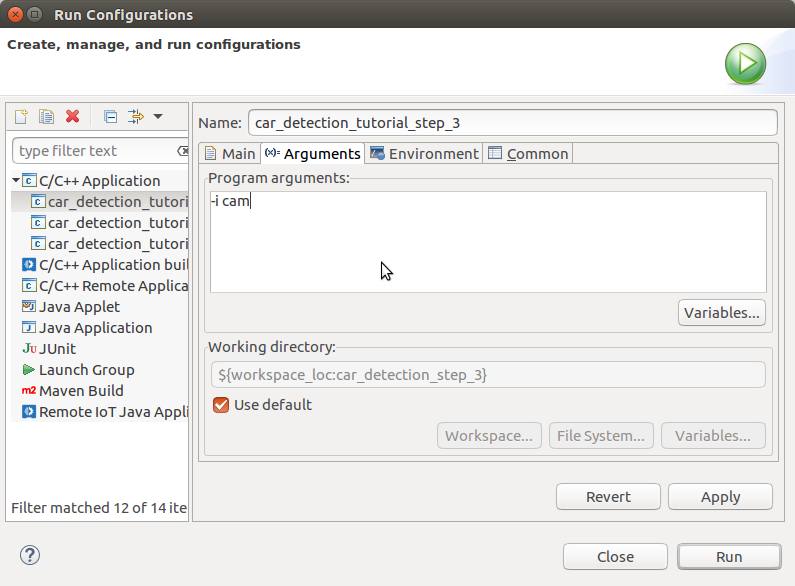 Run Configurations
Create, manage, and run configurations
type filter text
C/C++ Application
car_detection_tutori
car_detection_tutori
car_detection_tutori
C/C++ Application buil
C/C++ Remote Applica
Java Applet
Java Application
Ju JUnit
Launch Group
m2 Maven Build
Remote IoT Java Appli
Filter matched 12 of 14 ite
Name: car_detection_tutorial_step_3
Main (x)= Arguments Environment Common
Program arguments:
-i cam
Variables...
Working directory:
${workspace_loc:car_detection_step_3}
Use default
Workspace... File System... Variables...
Revert Apply
? Close Run